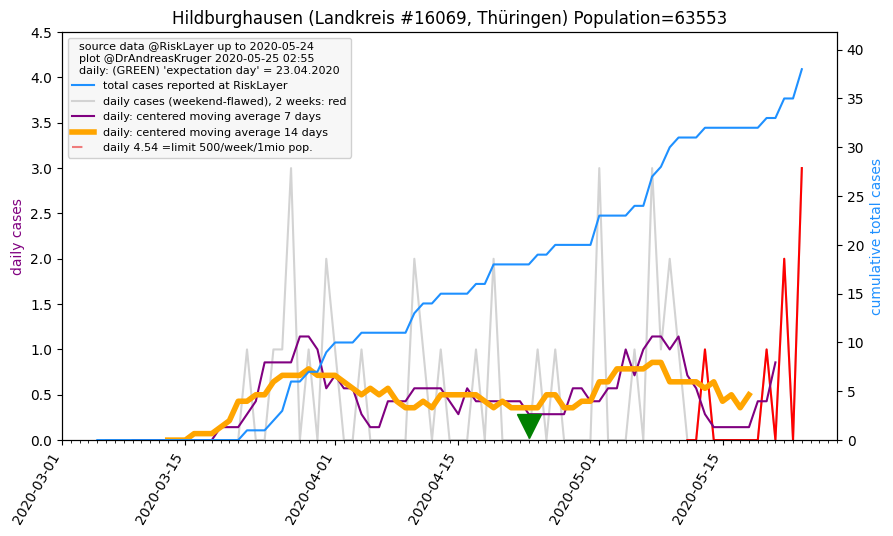 Hildburghausen (Landkreis #16069, Thüringen) Population=63553
source data @RiskLayer up to 2020-05-24
plot @DrAndreasKruger 2020-05-25 02:55
daily: (GREEN) 'expectation day' = 23.04.2020
total cases reported at RiskLayer
daily cases (weekend-flawed), 2 weeks: red
daily: centered moving average 7 days
daily: centered moving average 14 days
daily 4.54 =limit 500/week/1mio pop.
daily cases
4.5
4.0
3.5
3.0
2.5
2.0
1.5
1.0
0.5
0.0
cumulative total cases
40
35
30
25
20
15
10
5
0
2020-03-01
2020-03-15
2020-04-01
2020-04-15
2020-05-01
2020-05-15